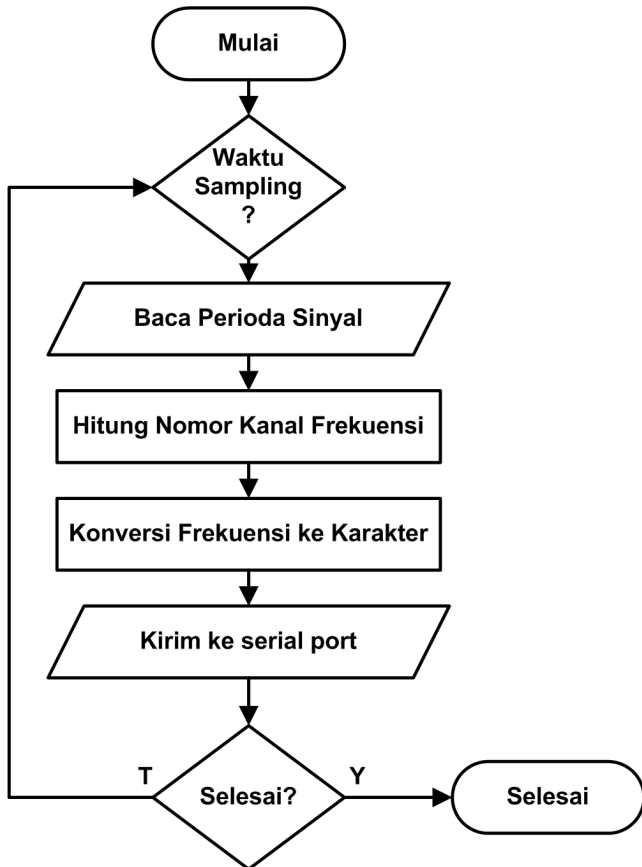 Mulai
Waktu
Sampling
?
Baca Perioda Sinyal
Hitung Nomor Kanal Frekuensi
Konversi Frekuensi ke Karakter
Kirim ke serial port
T
Selesai?
Y
Selesai